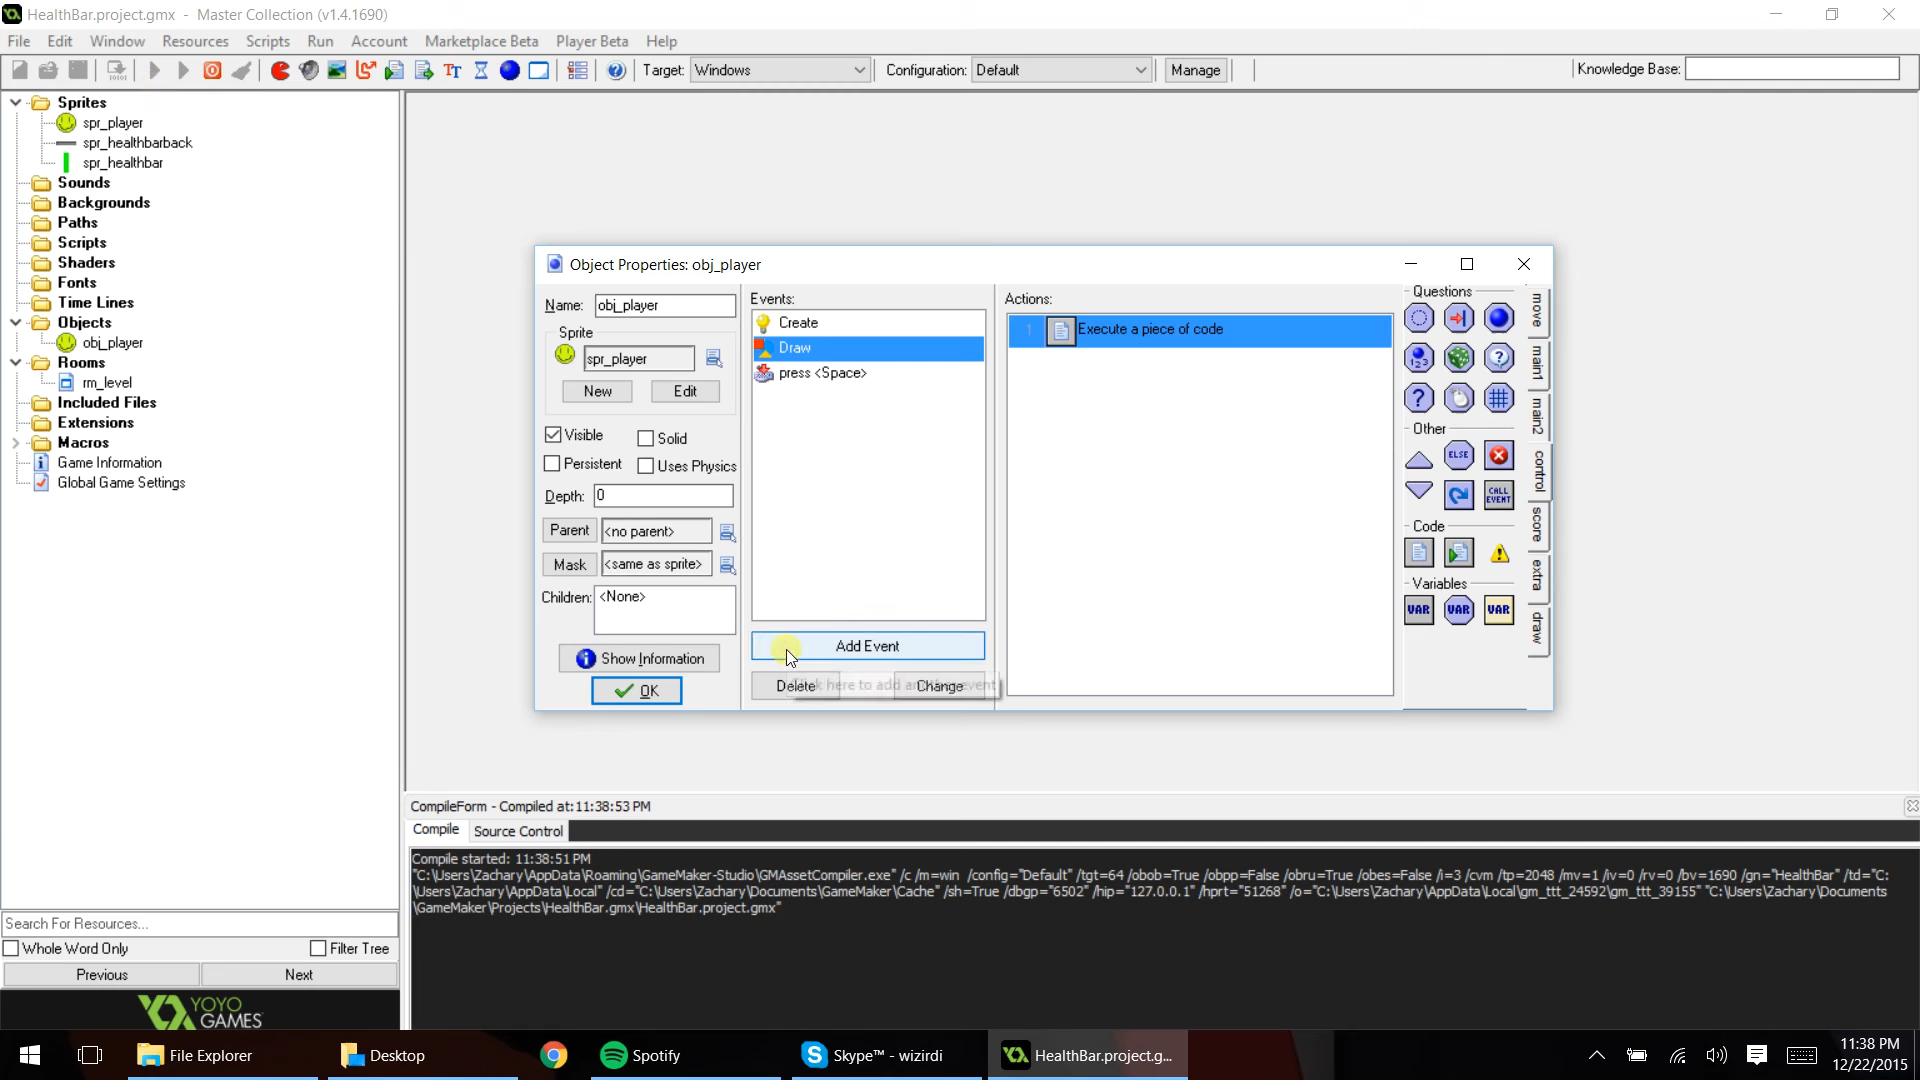 HealthBar.project.gmx - Master Collection (v1.4.1690)
File Edit Window Resources Scripts Run Account Marketplace Beta Player Beta Help
Target: Windows Configuration: Default Manage Knowledge Base:
Sprites
spr_player
spr_healthbarback
spr_healthbar
Sounds
Backgrounds
Paths
Scripts
Shaders
Fonts
Time Lines
Objects
obj_player
Rooms
rm_level
Included Files
Extensions
Macros
Game Information
Global Game Settings
Search For Resources...
Whole Word Only Filter Tree
Previous Next
YOYO
GAMES
Object Properties: obj_player
Name: obj_player
Sprite
spr_player
New Edit
Visible Solid
Persistent Uses Physics
Depth: 0
Parent <no parent>
Mask <same as sprite>
Children: <None>
Show Information
OK
Events:
Create
Draw
press <Space>
Add Event
Delete Change
Actions:
1 Execute a piece of code
Questions
Other
ELSE
CALL EVENT
Code
Variables
VAR VAR VAR
move
main1
main2
control
score
extra
draw
CompileForm - Compiled at: 11:38:53 PM
Compile Source Control
Compile started: 11:38:51 PM
"C:\Users\Zachary\AppData\Roaming\GameMaker-Studio\GMAssetCompiler.exe" /c /m=win /config="Default" /tgt=64 /obob=True /obpp=False /obru=True /obes=False /i=3 /cvm /tp=2048 /mv=1 /iv=0 /rv=0 /bv=1690 /gn="HealthBar" /td="C:
\Users\Zachary\AppData\Local" /cd="C:\Users\Zachary\Documents\GameMaker\Cache" /sh=True /dbgp="6502" /hip="127.0.0.1" /hprt="51268" /o="C:\Users\Zachary\AppData\Local\gm_ttt_24592\gm_ttt_39155" "C:\Users\Zachary\Documents
\GameMaker\Projects\HealthBar.gmx\HealthBar.project.gmx"
File Explorer Desktop Spotify Skype™ - wizirdi HealthBar.project.g...
11:38 PM
12/22/2015